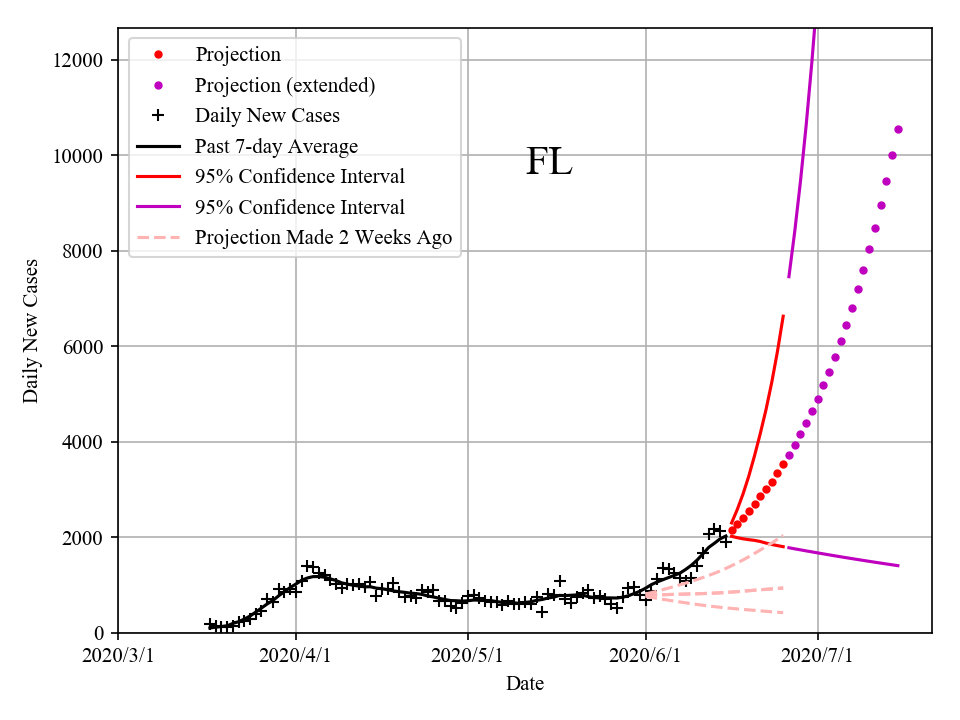 12000
10000
8000
6000
4000
2000
0
Daily New Cases
Projection
Projection (extended)
Daily New Cases
Past 7-day Average
95% Confidence Interval
95% Confidence Interval
Projection Made 2 Weeks Ago
FL
2020/3/1 2020/4/1 2020/5/1 2020/6/1 2020/7/1
Date